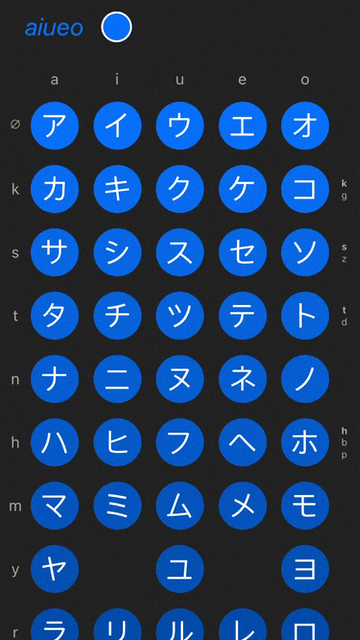 aiueo
a i u e o
∅ ア イ ウ エ オ
k カ キ ク ケ コ k g
s サ シ ス セ ソ s z
t タ チ ツ テ ト t d
n ナ ニ ヌ ネ ノ
h ハ ヒ フ ヘ ホ h b p
m マ ミ ム メ モ
y ヤ ユ ヨ
r ラ リ ル レ ロ